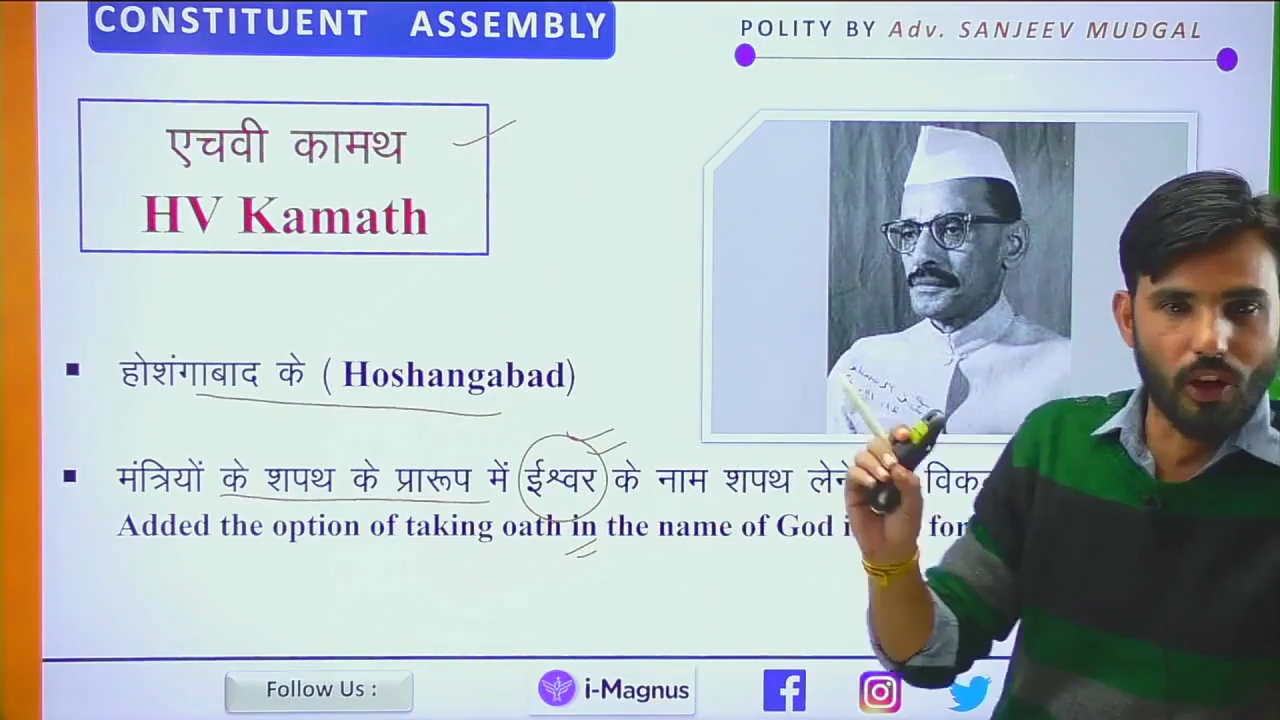 CONSTITUENT ASSEMBLY
POLITY BY Adv. SANJEEV MUDGAL
एचवी कामथ
HV Kamath
होशंगाबाद के ( Hoshangabad)
मंत्रियों के शपथ के प्रारूप में ईश्वर के नाम शपथ लेने
Added the option of taking oath in the name of God
Follow Us :
i-Magnus